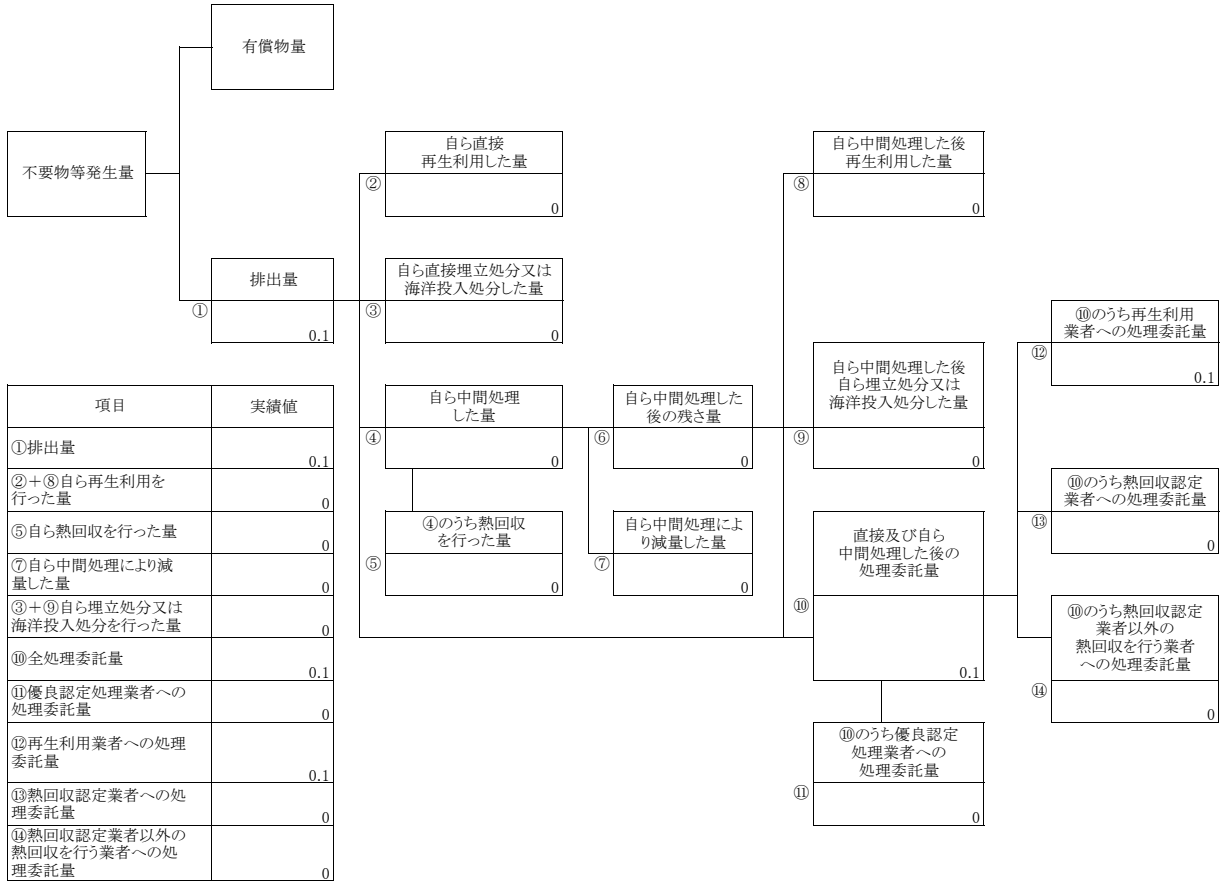 有償物量
不要物等発生量
自ら直接
再生利用した量
②
0
自ら中間処理した後
再生利用した量
⑧
0
排出量
①
0.1
自ら直接埋立処分又は
海洋投入処分した量
③
0
⑩のうち再生利用
業者への処理委託量
⑫
0.1
自ら中間処理
した量
④
0
自ら中間処理した
後の残さ量
⑥
0
自ら中間処理した後
自ら埋立処分又は
海洋投入処分した量
⑨
0
④のうち熱回収
を行った量
⑤
0
自ら中間処理によ
り減量した量
⑦
0
直接及び自ら
中間処理した後の
処理委託量
⑩
0.1
⑩のうち熱回収認定
業者への処理委託量
⑬
0
⑩のうち熱回収認定
業者以外の
熱回収を行う業者
への処理委託量
⑭
0
⑩のうち優良認定
処理業者への
処理委託量
⑪
0
項目 実績値
①排出量
0.1
②+⑧自ら再生利用を
行った量
0
⑤自ら熱回収を行った量
0
⑦自ら中間処理により減
量した量
0
③+⑨自ら埋立処分又は
海洋投入処分を行った量
0
⑩全処理委託量
0.1
⑪優良認定処理業者への
処理委託量
0
⑫再生利用業者への処理
委託量
0.1
⑬熱回収認定業者への処
理委託量
0
⑭熱回収認定業者以外の
熱回収を行う業者への処
理委託量
0